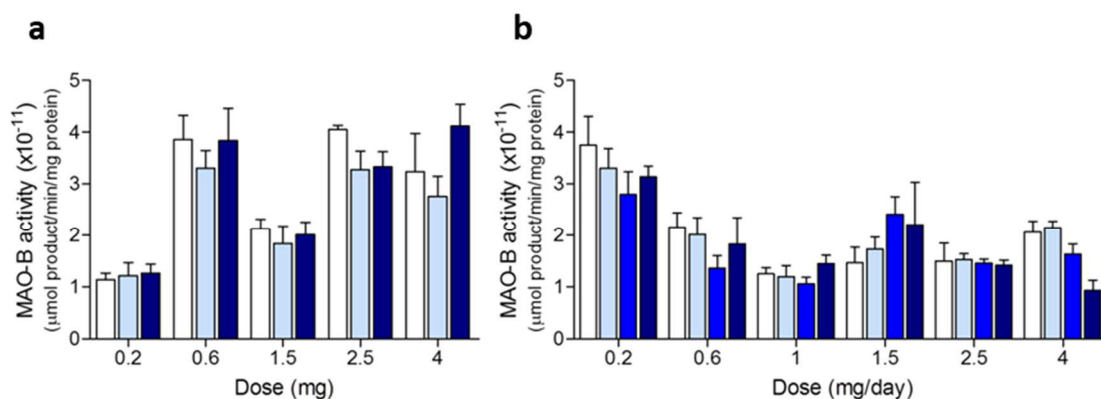 a
MAO-B activity (x10⁻¹¹)
(µmol product/min/mg protein)
5
4
3
2
1
0
0.2 0.6 1.5 2.5 4
Dose (mg)
b
MAO-B activity (x10⁻¹¹)
(µmol product/min/mg protein)
5
4
3
2
1
0
0.2 0.6 1 1.5 2.5 4
Dose (mg/day)